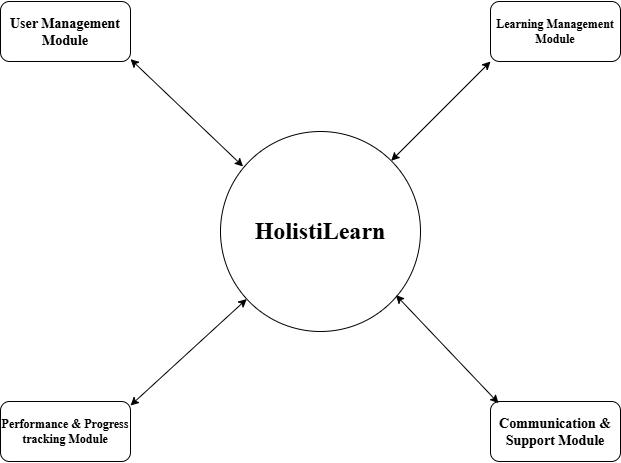 User Management
Module
Learning Management
Module
HolistiLearn
Performance & Progress
tracking Module
Communication &
Support Module